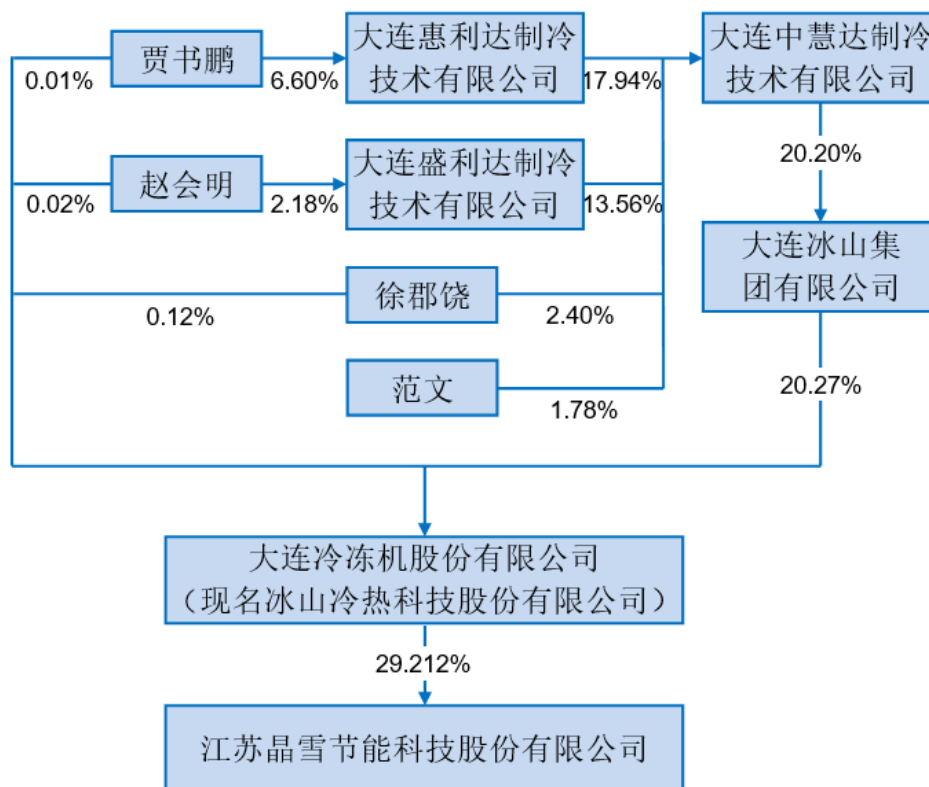 贾书鹏
大连惠利达制冷
技术有限公司
大连中慧达制冷
技术有限公司
0.01%
6.60%
17.94%
20.20%
赵会明
大连盛利达制冷
技术有限公司
0.02%
2.18%
13.56%
大连冰山集
团有限公司
徐郡饶
0.12%
2.40%
20.27%
范文
1.78%
大连冷冻机股份有限公司
（现名冰山冷热科技股份有限公司）
29.212%
江苏晶雪节能科技股份有限公司